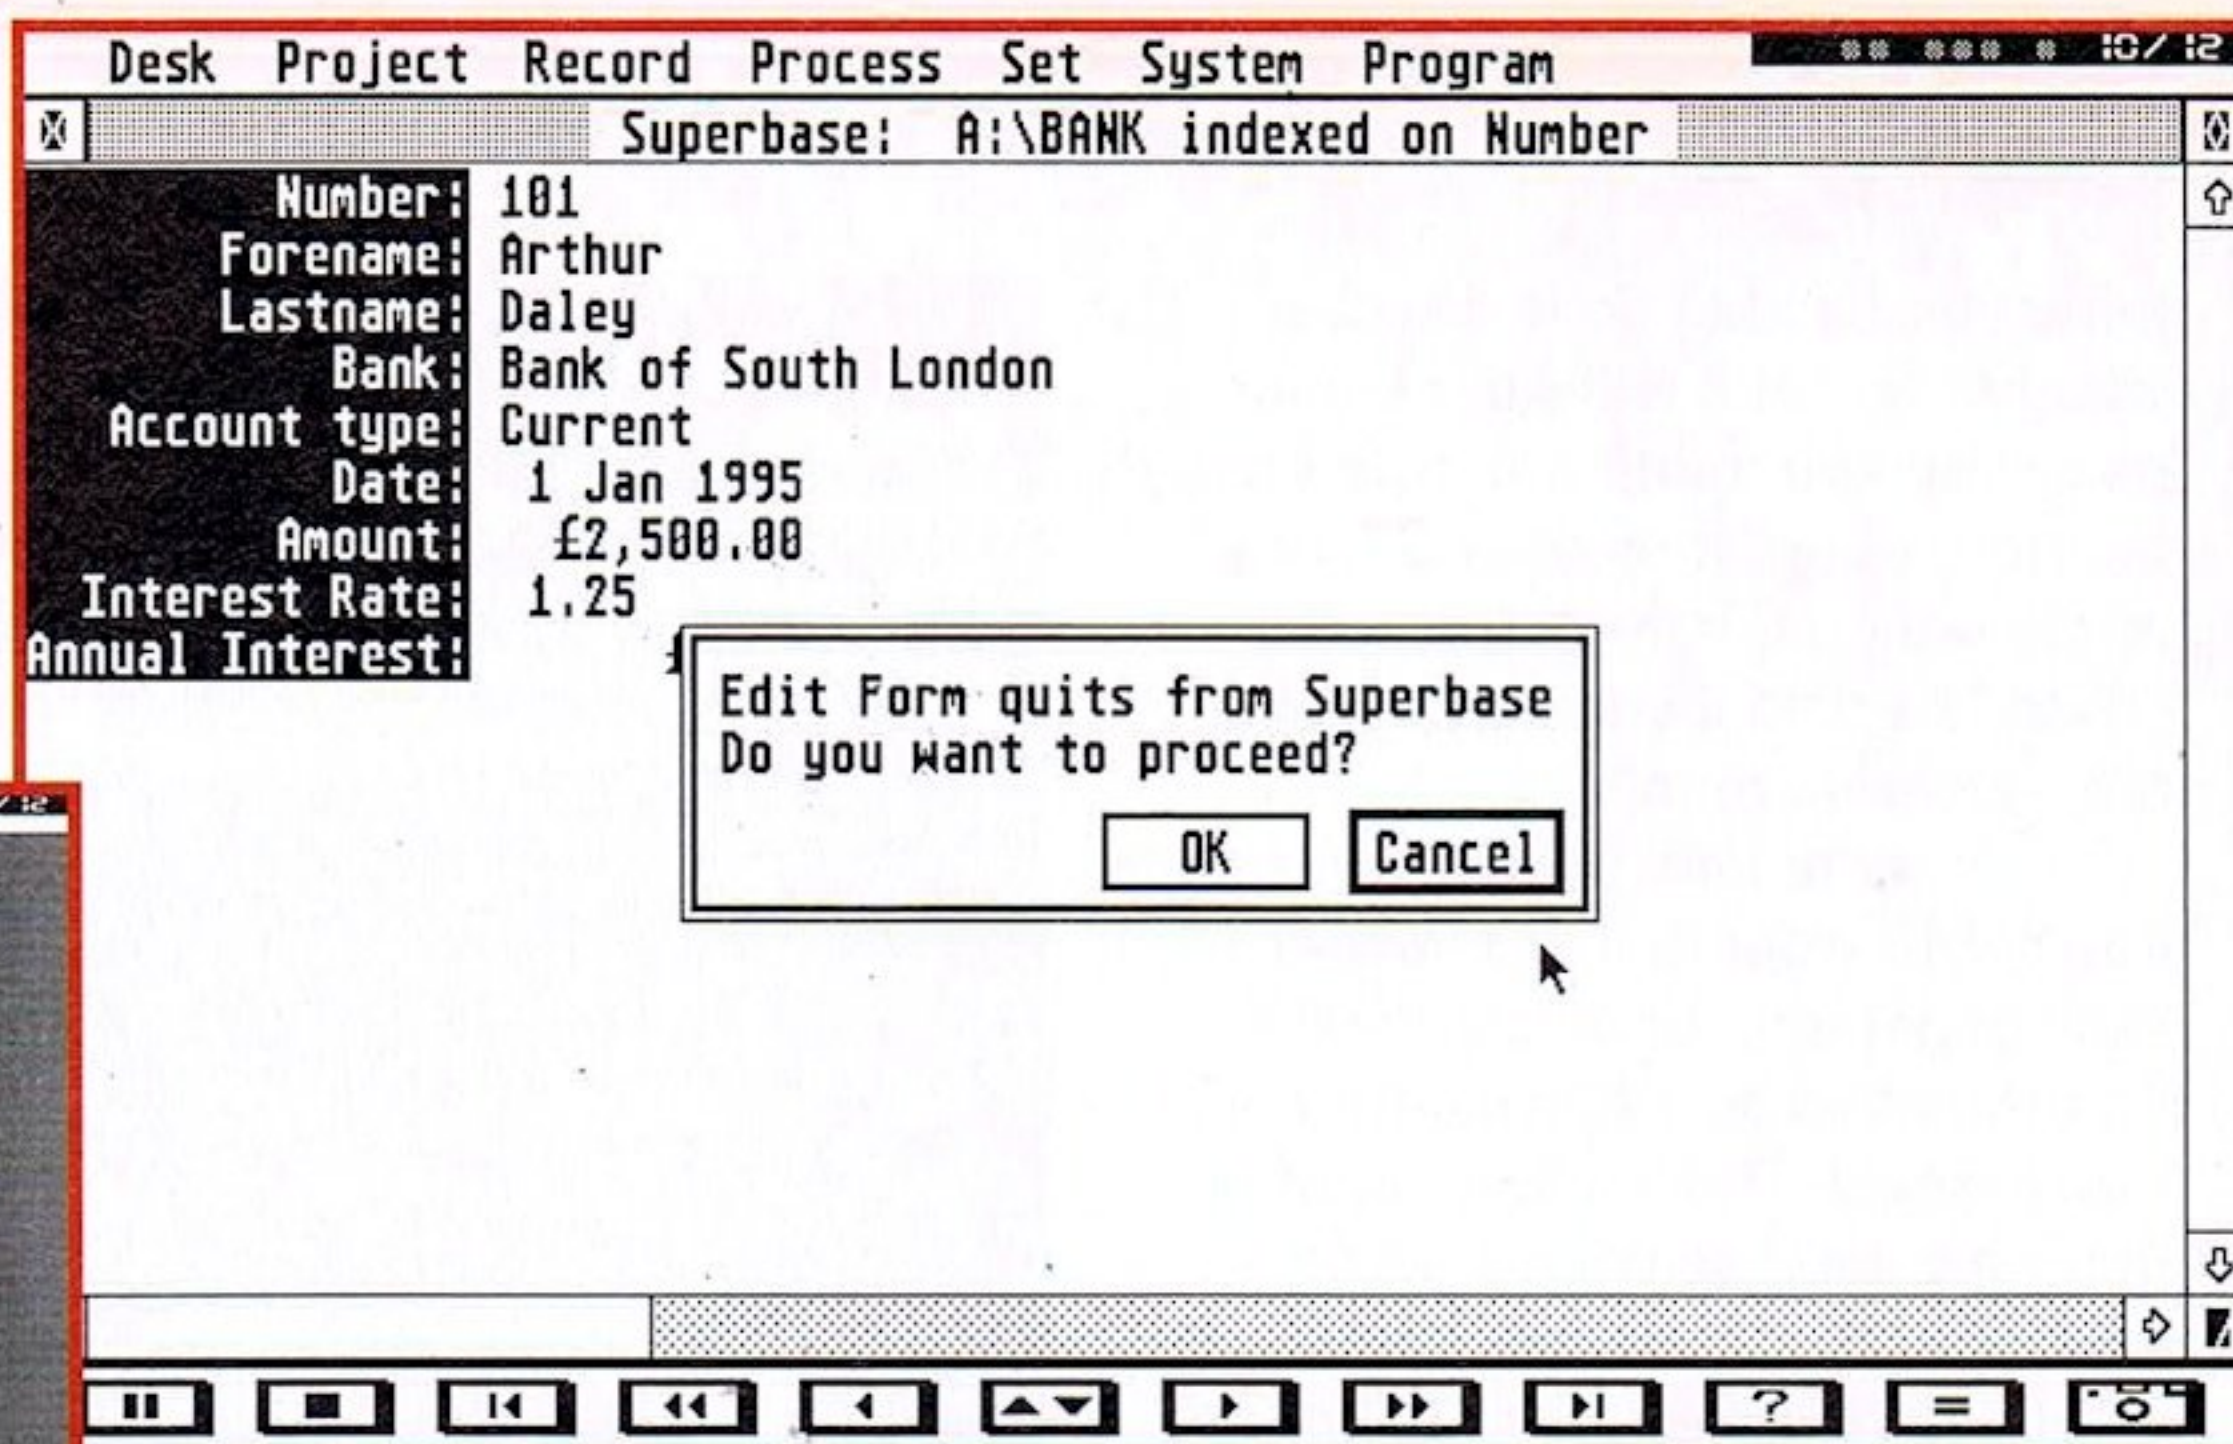 Desk Project Record Process Set System Program
10/12
Superbase: A:\BANK indexed on Number
Number: 101
Forename: Arthur
Lastname: Daley
Bank: Bank of South London
Account type: Current
Date: 1 Jan 1995
Amount: £2,500.00
Interest Rate: 1.25
Annual Interest: £
Edit Form quits from Superbase
Do you want to proceed?
OK Cancel
/12
? =